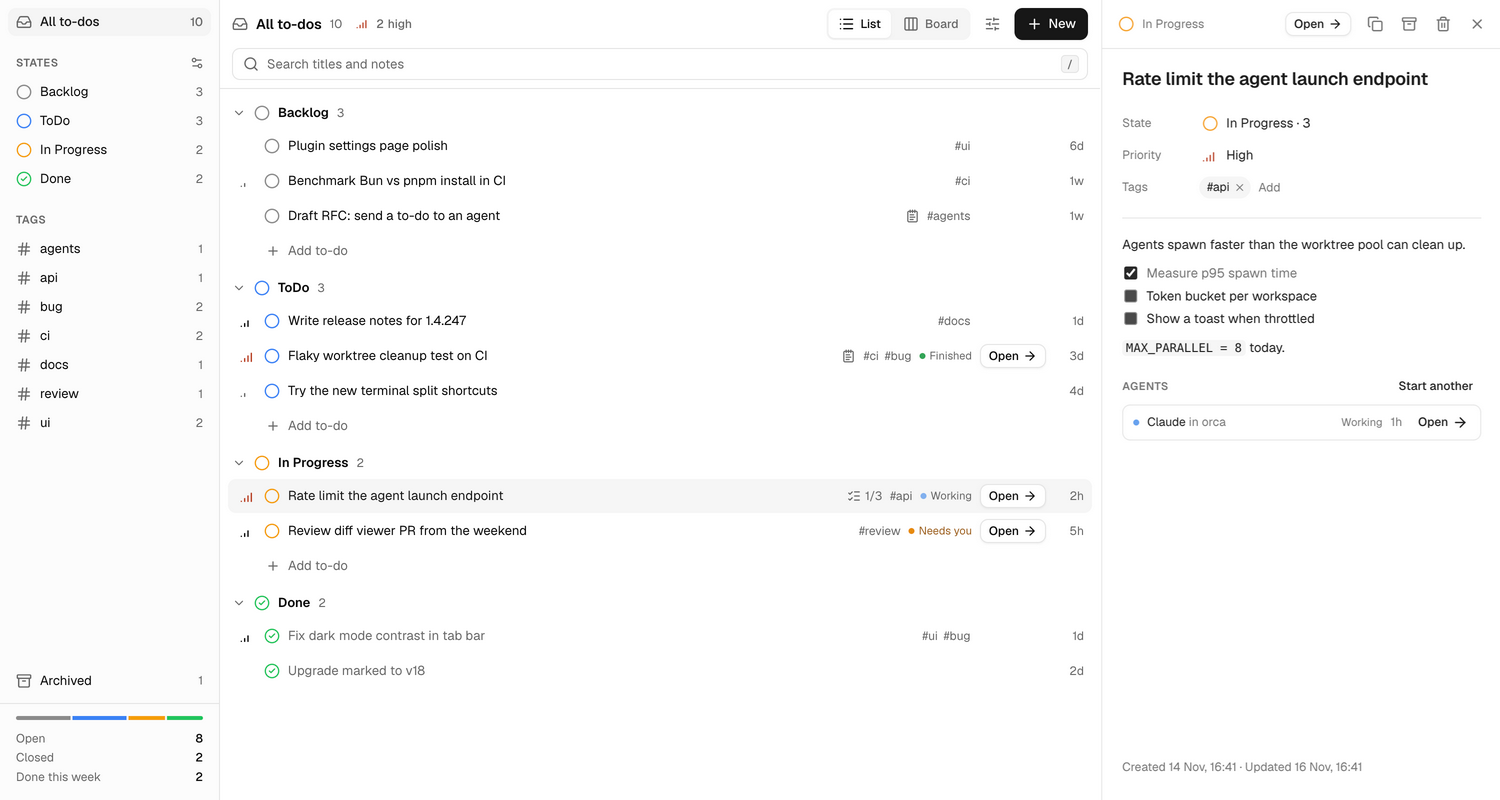 All to-dos 10
STATES
Backlog 3
ToDo 3
In Progress 2
Done 2
TAGS
# agents 1
# api 1
# bug 2
# ci 2
# docs 1
# review 1
# ui 2
Archived 1
Open 8
Closed 2
Done this week 2
All to-dos 10 2 high
List Board + New
Search titles and notes /
Backlog 3
Plugin settings page polish #ui 6d
Benchmark Bun vs pnpm install in CI #ci 1w
Draft RFC: send a to-do to an agent #agents 1w
+ Add to-do
ToDo 3
Write release notes for 1.4.247 #docs 1d
Flaky worktree cleanup test on CI #ci #bug Finished Open → 3d
Try the new terminal split shortcuts 4d
+ Add to-do
In Progress 2
Rate limit the agent launch endpoint 1/3 #api Working Open → 2h
Review diff viewer PR from the weekend #review Needs you Open → 5h
+ Add to-do
Done 2
Fix dark mode contrast in tab bar #ui #bug 1d
Upgrade marked to v18 2d
In Progress Open →
Rate limit the agent launch endpoint
State In Progress · 3
Priority High
Tags #api × Add
Agents spawn faster than the worktree pool can clean up.
Measure p95 spawn time
Token bucket per workspace
Show a toast when throttled
MAX_PARALLEL = 8 today.
AGENTS Start another
Claude in orca Working 1h Open →
Created 14 Nov, 16:41 · Updated 16 Nov, 16:41